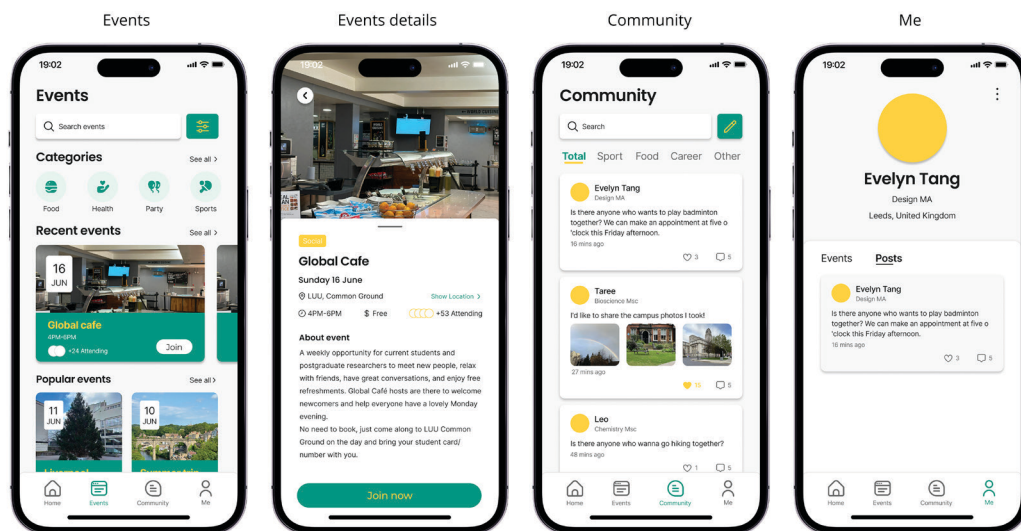 Events
Events details
Community
Me
19:02
Events
Search events
Categories
See all >
Food
Health
Party
Sports
Recent events
See all >
16
JUN
Global cafe
4PM-6PM
+24 Attending
Join
Popular events
See all >
11
JUN
10
JUN
Liverpool
Summer trip
Home
Events
Community
Me
19:02
Social
Global Cafe
Sunday 16 June
LUU, Common Ground
Show Location >
4PM-6PM
$ Free
+53 Attending
About event
A weekly opportunity for current students and
postgraduate researchers to meet new people, relax
with friends, have great conversations, and enjoy free
refreshments. Global Café hosts are there to welcome
newcomers and help everyone have a lovely Monday
evening.
No need to book, just come along to LUU Common
Ground on the day and bring your student card/
number with you.
Join now
19:02
Community
Search
Total
Sport
Food
Career
Other
Evelyn Tang
Design MA
Is there anyone who wants to play badminton
together? We can make an appointment at five o
'clock this Friday afternoon.
16 mins ago
3
5
Taree
Bioscience Msc
I'd like to share the campus photos I took!
27 mins ago
5
Leo
Chemistry Msc
Is there anyone who wanna go hiking together?
48 mins ago
1
5
Home
Events
Community
Me
19:02
Evelyn Tang
Design MA
Leeds, United Kingdom
Events
Posts
Evelyn Tang
Design MA
Is there anyone who wants to play badminton
together? We can make an appointment at five o
'clock this Friday afternoon.
16 mins ago
3
5
Home
Events
Community
Me